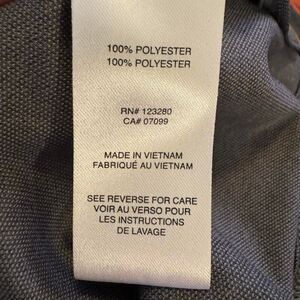 100% POLYESTER
100% POLYESTER
RN# 123280
CA# 07099
MADE IN VIETNAM
FABRIQUÉ AU VIETNAM
SEE REVERSE FOR CARE
VOIR AU VERSO POUR
LES INSTRUCTIONS
DE LAVAGE